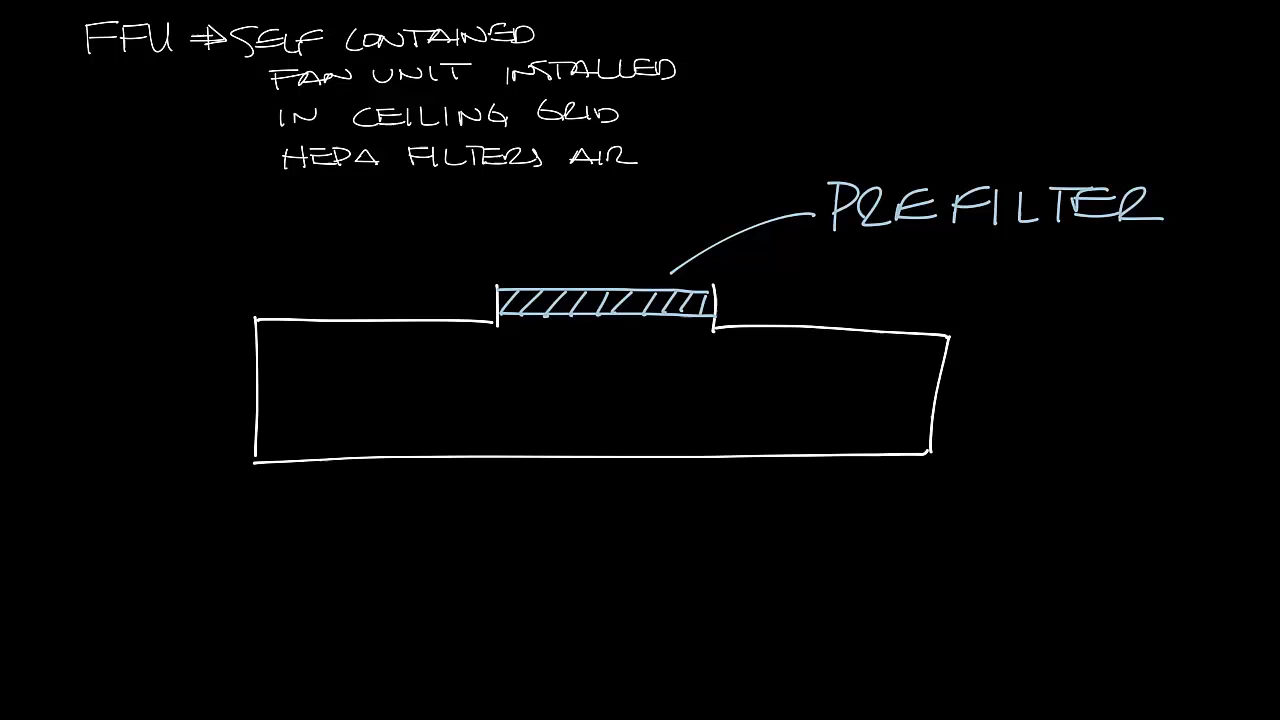 FFU ⇒ SELF CONTAINED
FAN UNIT INSTALLED
IN CEILING GRID
HEPA FILTERS AIR
PREFILTER